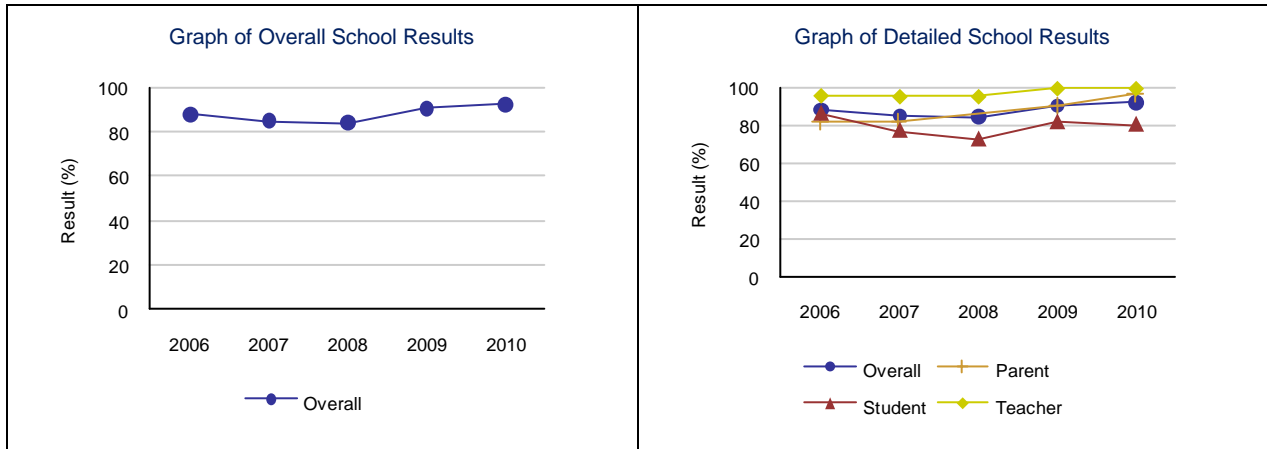 Graph of Overall School Results
100
80
60
40
20
0
Result (%)
2006 2007 2008 2009 2010
Overall
Graph of Detailed School Results
100
80
60
40
20
0
Result (%)
2006 2007 2008 2009 2010
Overall Parent
Student Teacher